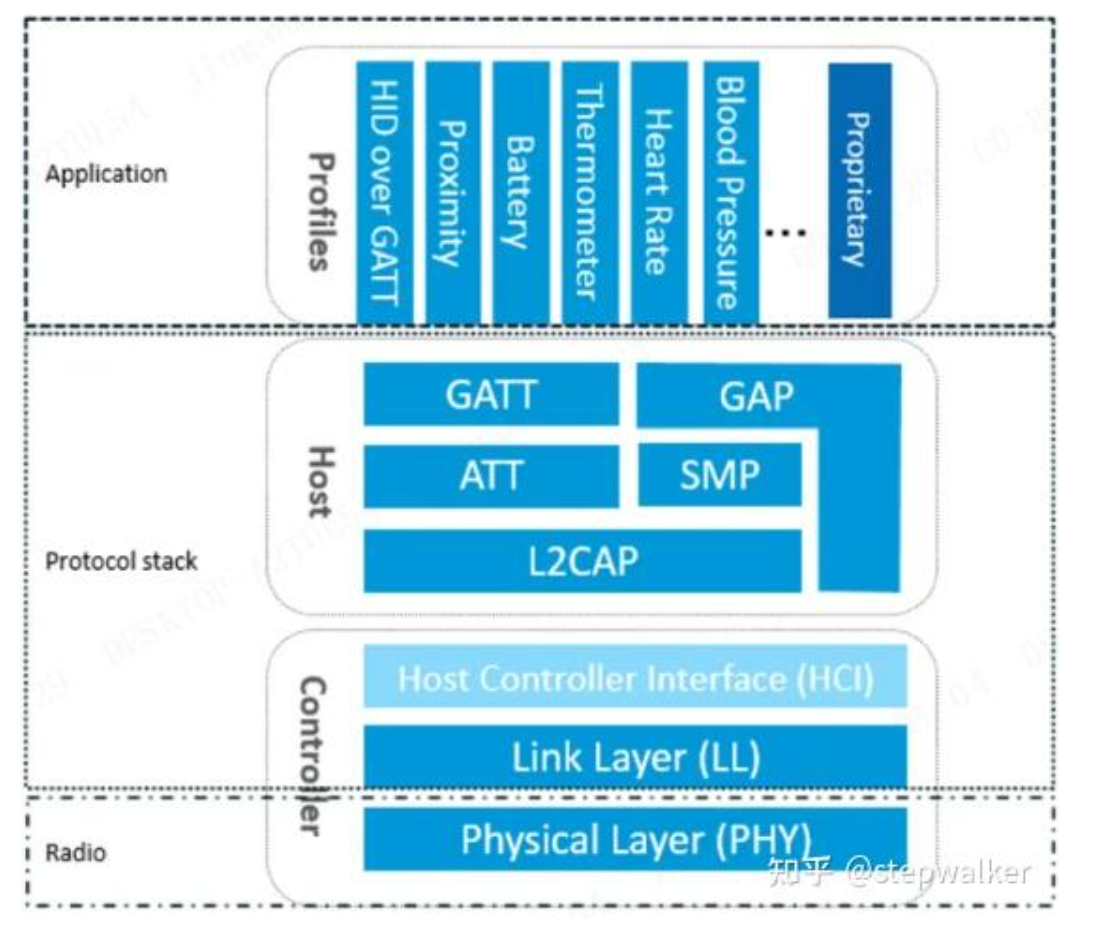 Application
Profiles
HID over GATT
Proximity
Battery
Thermometer
Heart Rate
Blood Pressure
...
Proprietary
Protocol stack
Host
GATT
GAP
ATT
SMP
L2CAP
Controller
Host Controller Interface (HCI)
Link Layer (LL)
Radio
Physical Layer (PHY)
知乎 @stepwalker